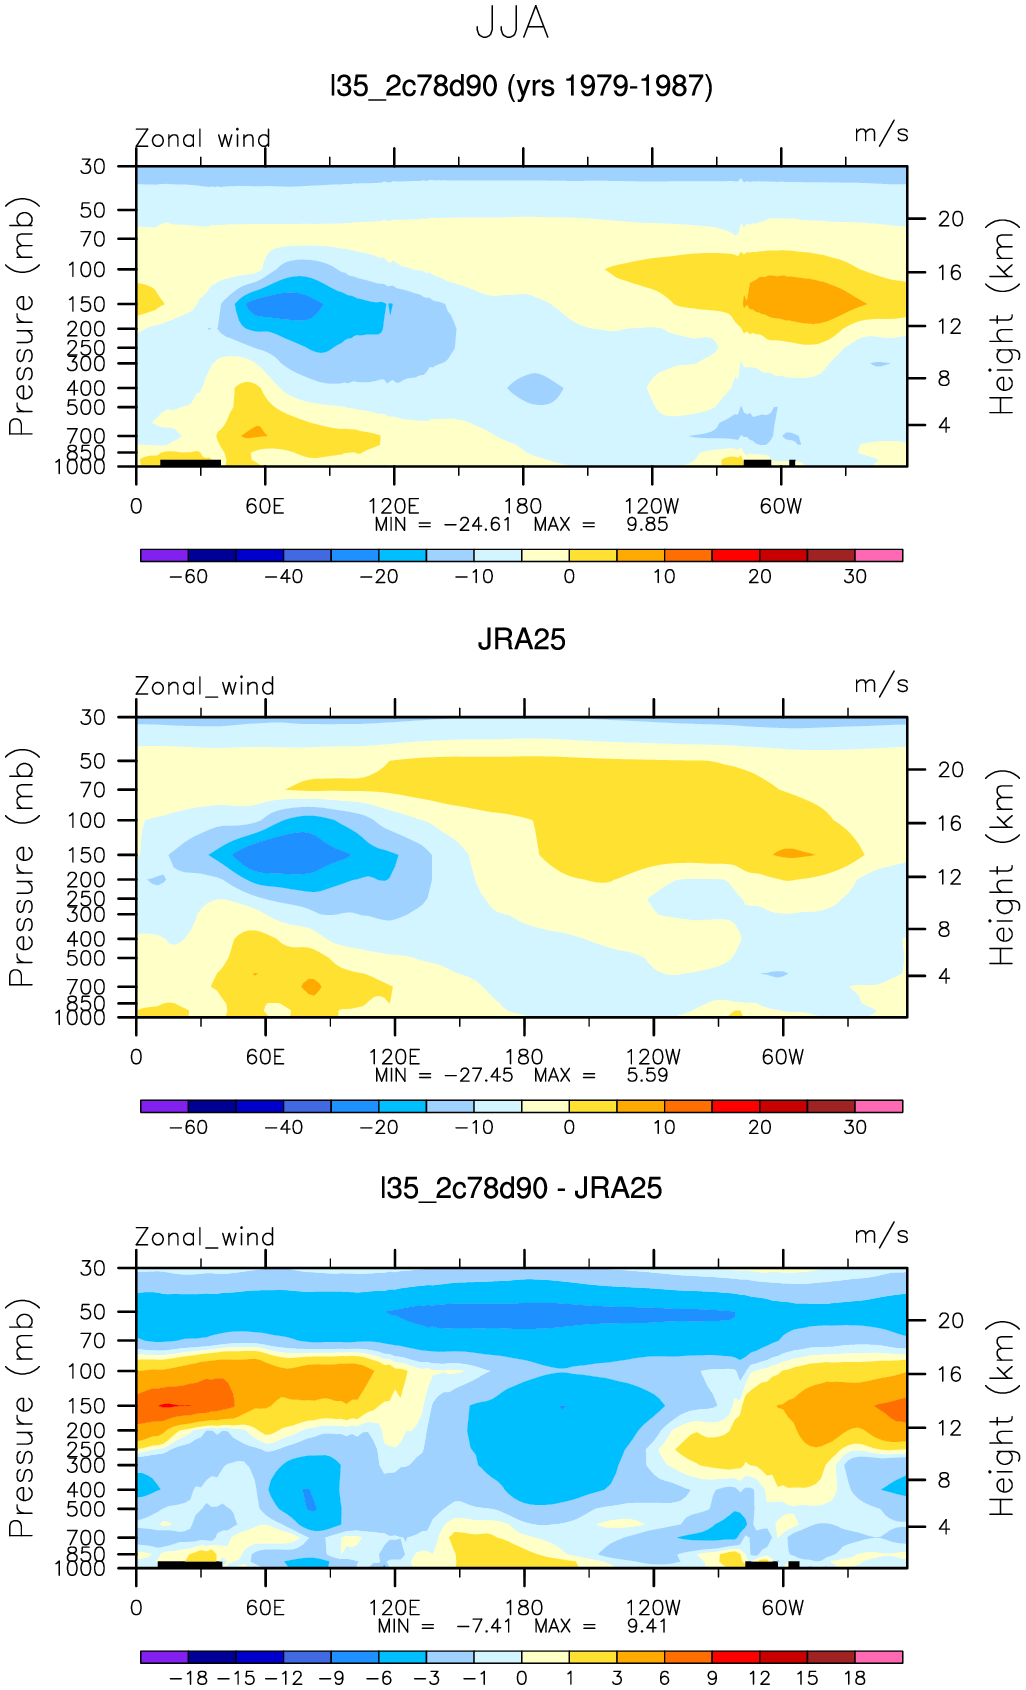 JJA
l35_2c78d90 (yrs 1979-1987)
Zonal wind m/s
30
50
70
100
150
200
250
300
400
500
700
850
1000
Pressure (mb)
20
16
12
8
4
Height (km)
0 60E 120E 180 120W 60W
MIN = -24.61 MAX = 9.85
-60 -40 -20 -10 0 10 20 30
JRA25
Zonal_wind m/s
30
50
70
100
150
200
250
300
400
500
700
850
1000
Pressure (mb)
20
16
12
8
4
Height (km)
0 60E 120E 180 120W 60W
MIN = -27.45 MAX = 5.59
-60 -40 -20 -10 0 10 20 30
l35_2c78d90 - JRA25
Zonal_wind m/s
30
50
70
100
150
200
250
300
400
500
700
850
1000
Pressure (mb)
20
16
12
8
4
Height (km)
0 60E 120E 180 120W 60W
MIN = -7.41 MAX = 9.41
-18 -15 -12 -9 -6 -3 -1 0 1 3 6 9 12 15 18